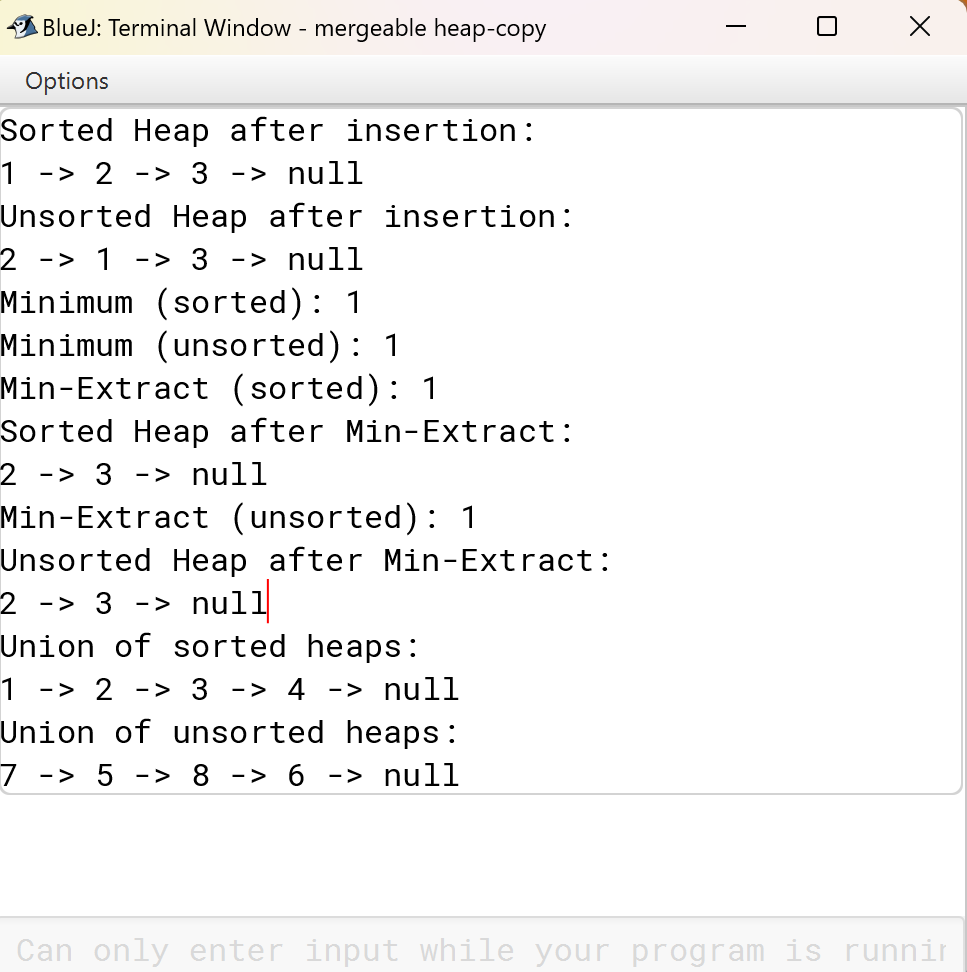 BlueJ: Terminal Window - mergeable heap-copy
Options
Sorted Heap after insertion:
1 -> 2 -> 3 -> null
Unsorted Heap after insertion:
2 -> 1 -> 3 -> null
Minimum (sorted): 1
Minimum (unsorted): 1
Min-Extract (sorted): 1
Sorted Heap after Min-Extract:
2 -> 3 -> null
Min-Extract (unsorted): 1
Unsorted Heap after Min-Extract:
2 -> 3 -> null
Union of sorted heaps:
1 -> 2 -> 3 -> 4 -> null
Union of unsorted heaps:
7 -> 5 -> 8 -> 6 -> null
Can only enter input while your program is